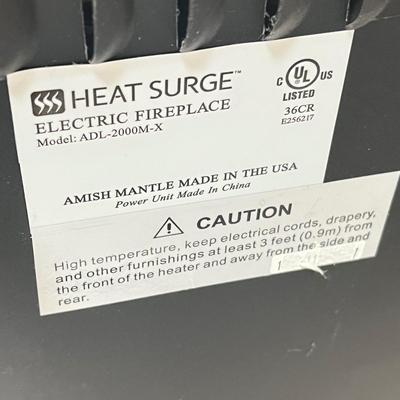 HEAT SURGE™
ELECTRIC FIREPLACE
Model: ADL-2000M-X
C UL US
LISTED
36CR
E256217
AMISH MANTLE MADE IN THE USA
Power Unit Made In China
CAUTION
High temperature, keep electrical cords, drapery,
and other furnishings at least 3 feet (0.9m) from
the front of the heater and away from the side and
rear.